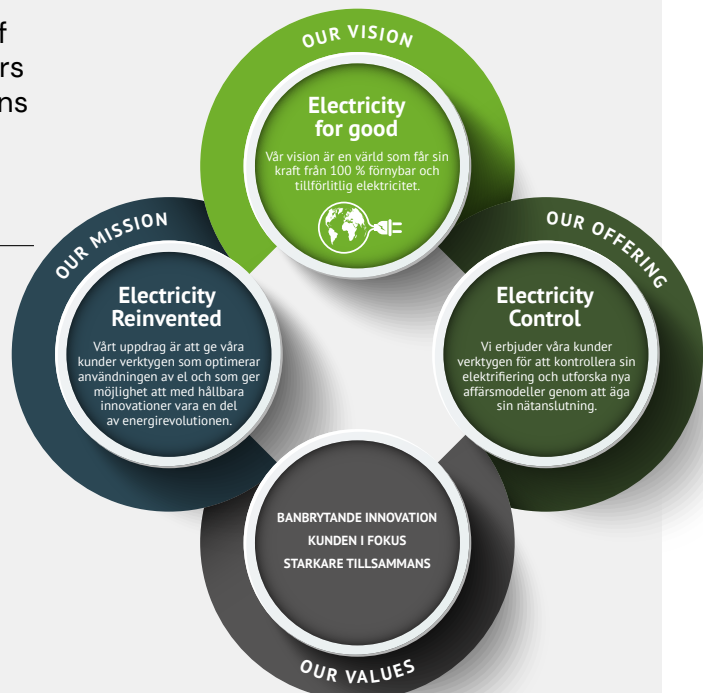 OUR VISION
Electricity
for good
Vår vision är en värld som får sin
kraft från 100 % förnybar och
tillförlitlig elektricitet.
OUR MISSION
Electricity
Reinvented
Vårt uppdrag är att ge våra
kunder verktygen som optimerar
användningen av el och som ger
möjlighet att med hållbara
innovationer vara en del
av energirevolutionen.
OUR OFFERING
Electricity
Control
Vi erbjuder våra kunder
verktygen för att kontrollera sin
elektrifiering och utforska nya
affärsmodeller genom att äga
sin nätanslutning.
BANBRYTANDE INNOVATION
KUNDEN I FOKUS
STARKARE TILLSAMMANS
OUR VALUES